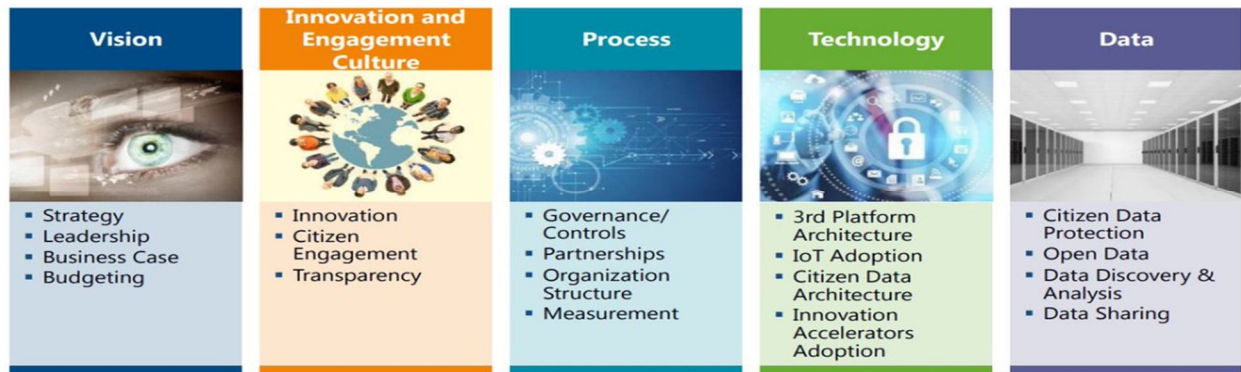 Vision
Strategy
Leadership
Business Case
Budgeting
Innovation and
Engagement
Culture
Innovation
Citizen
Engagement
Transparency
Process
Governance/
Controls
Partnerships
Organization
Structure
Measurement
Technology
3rd Platform
Architecture
IoT Adoption
Citizen Data
Architecture
Innovation
Accelerators
Adoption
Data
Citizen Data
Protection
Open Data
Data Discovery &
Analysis
Data Sharing